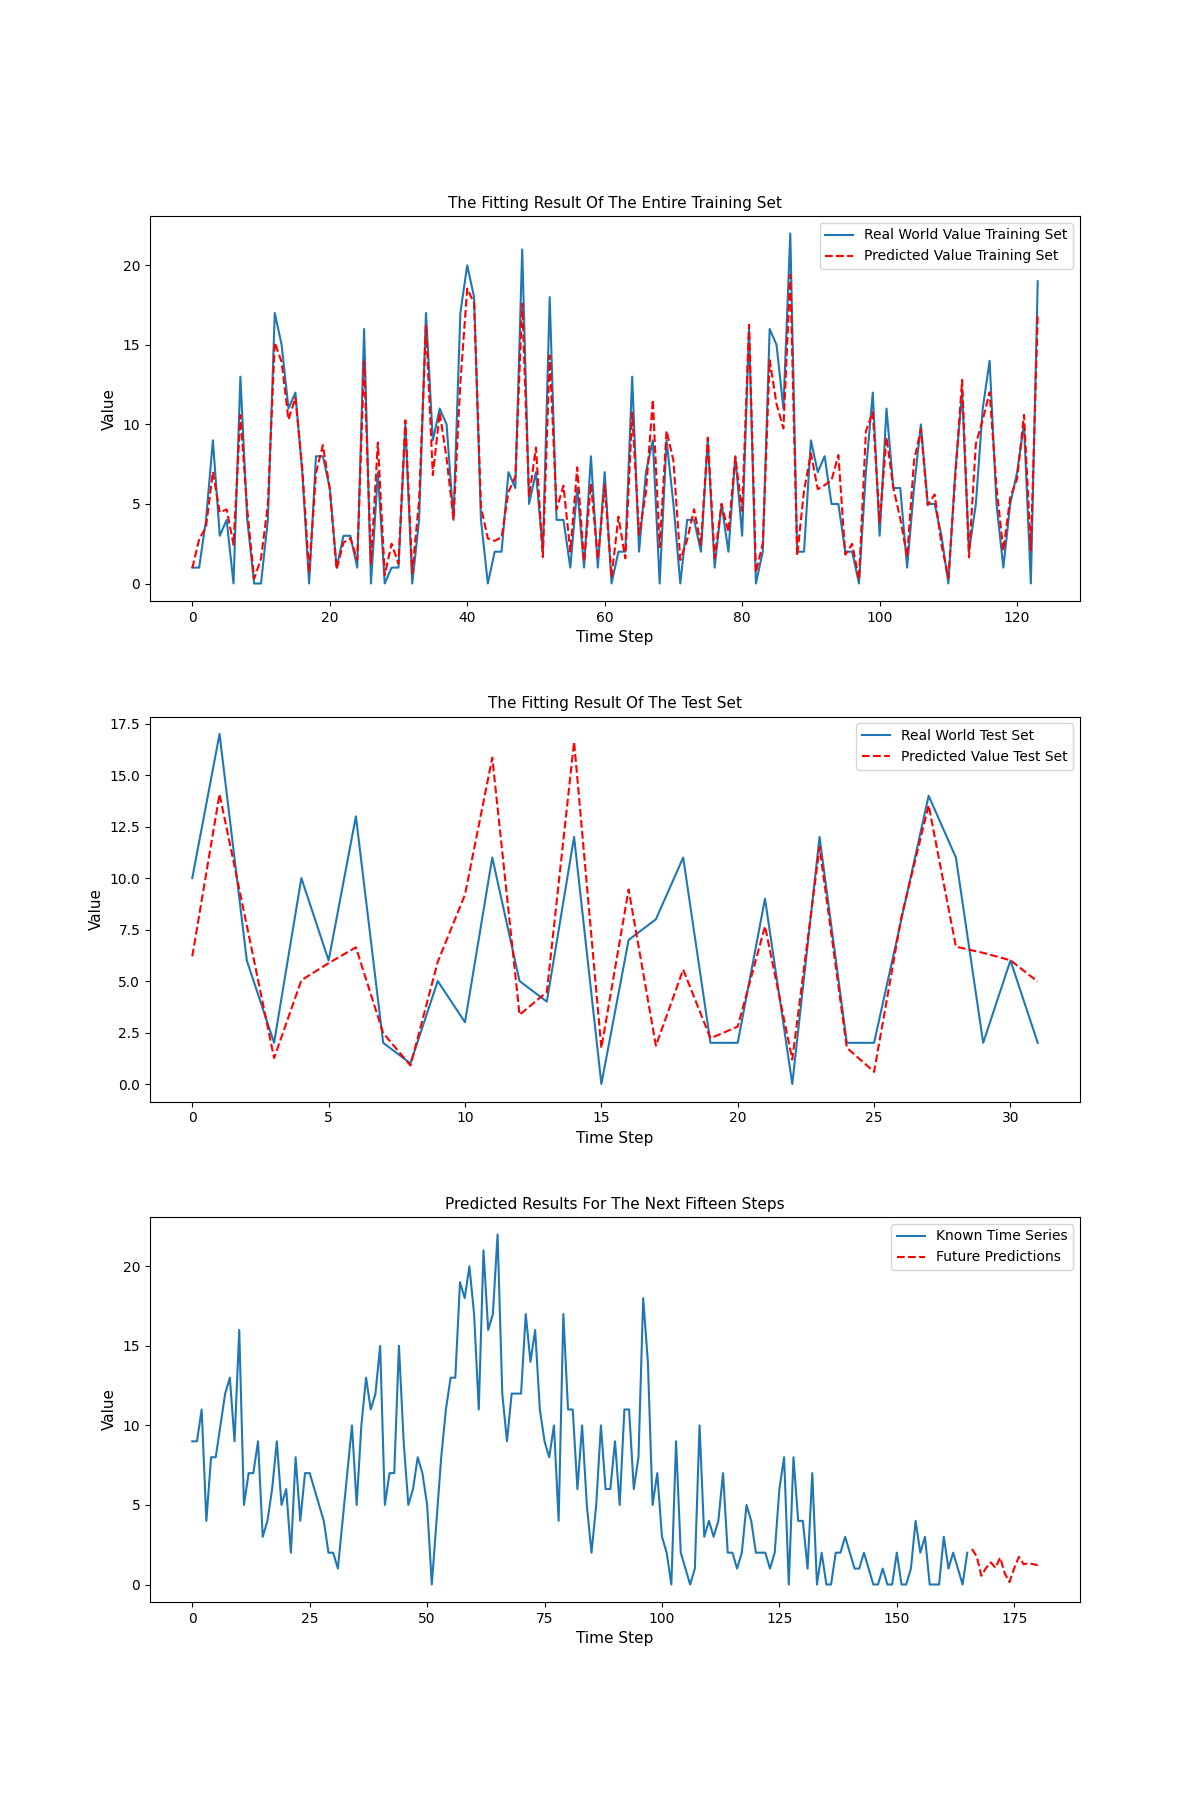 The Fitting Result Of The Entire Training Set
Real World Value Training Set
Predicted Value Training Set
20
15
10
5
0
Value
0 20 40 60 80 100 120
Time Step
The Fitting Result Of The Test Set
Real World Test Set
Predicted Value Test Set
17.5
15.0
12.5
10.0
7.5
5.0
2.5
0.0
Value
0 5 10 15 20 25 30
Time Step
Predicted Results For The Next Fifteen Steps
Known Time Series
Future Predictions
20
15
10
5
0
Value
0 25 50 75 100 125 150 175
Time Step